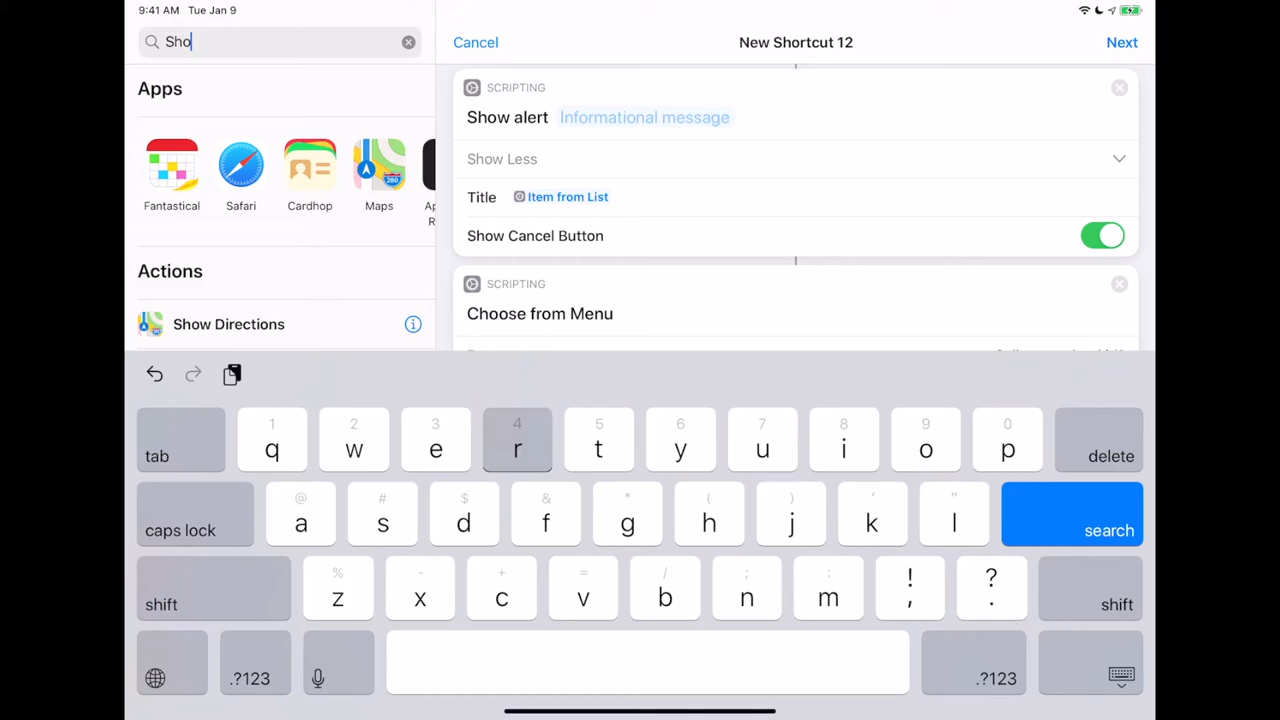 9:41 AM Tue Jan 9
Sho
Cancel
New Shortcut 12
Next
Apps
Fantastical
Safari
Cardhop
Maps
Actions
Show Directions
SCRIPTING
Show alert Informational message
Show Less
Title Item from List
Show Cancel Button
SCRIPTING
Choose from Menu
1 2 3 4 5 6 7 8 9 0
tab q w e r t y u i o p delete
@ # $ & * ( ) ' "
caps lock a s d f g h j k l search
% - + = / ; : ! ?
shift z x c v b n m , . shift
.?123 .?123